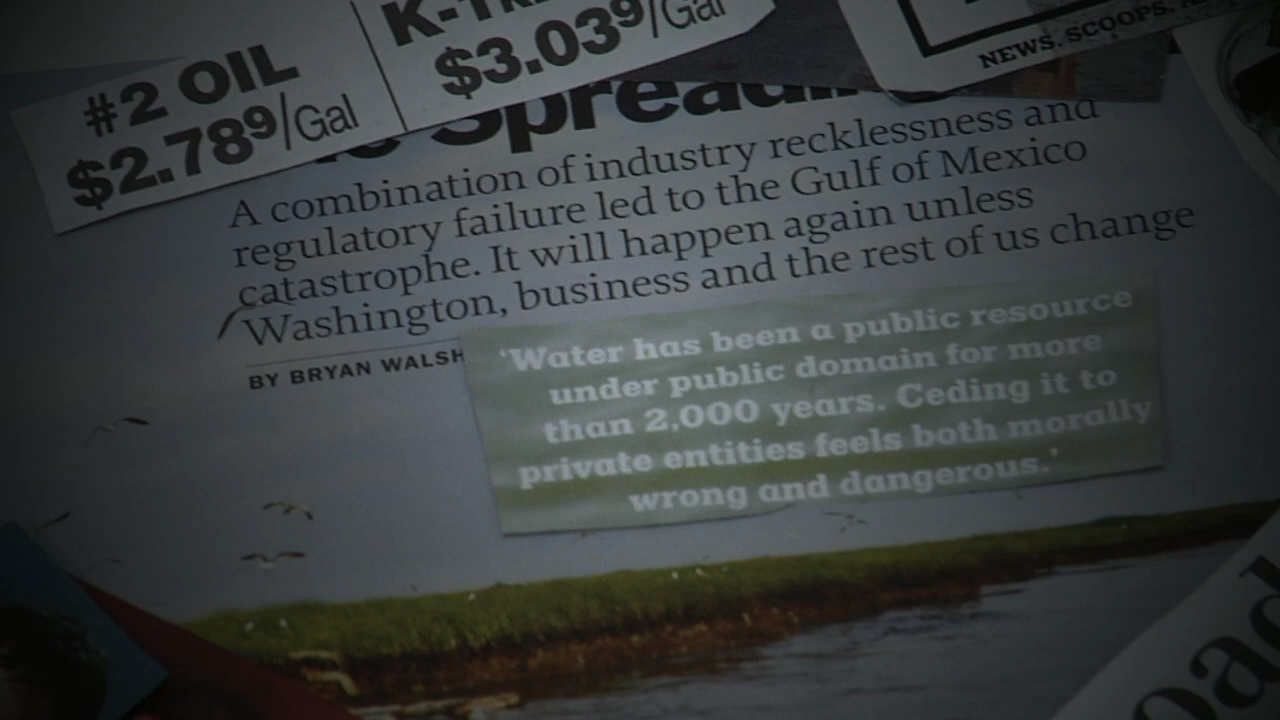 #2 OIL
$2.78⁹/Gal
$3.03⁹/Gal
NEWS. SCOOPS.
A combination of industry recklessness and
regulatory failure led to the Gulf of Mexico
catastrophe. It will happen again unless
Washington, business and the rest of us change
BY BRYAN WALSH
'Water has been a public resource
under public domain for more
than 2,000 years. Ceding it to
private entities feels both morally
wrong and dangerous.'